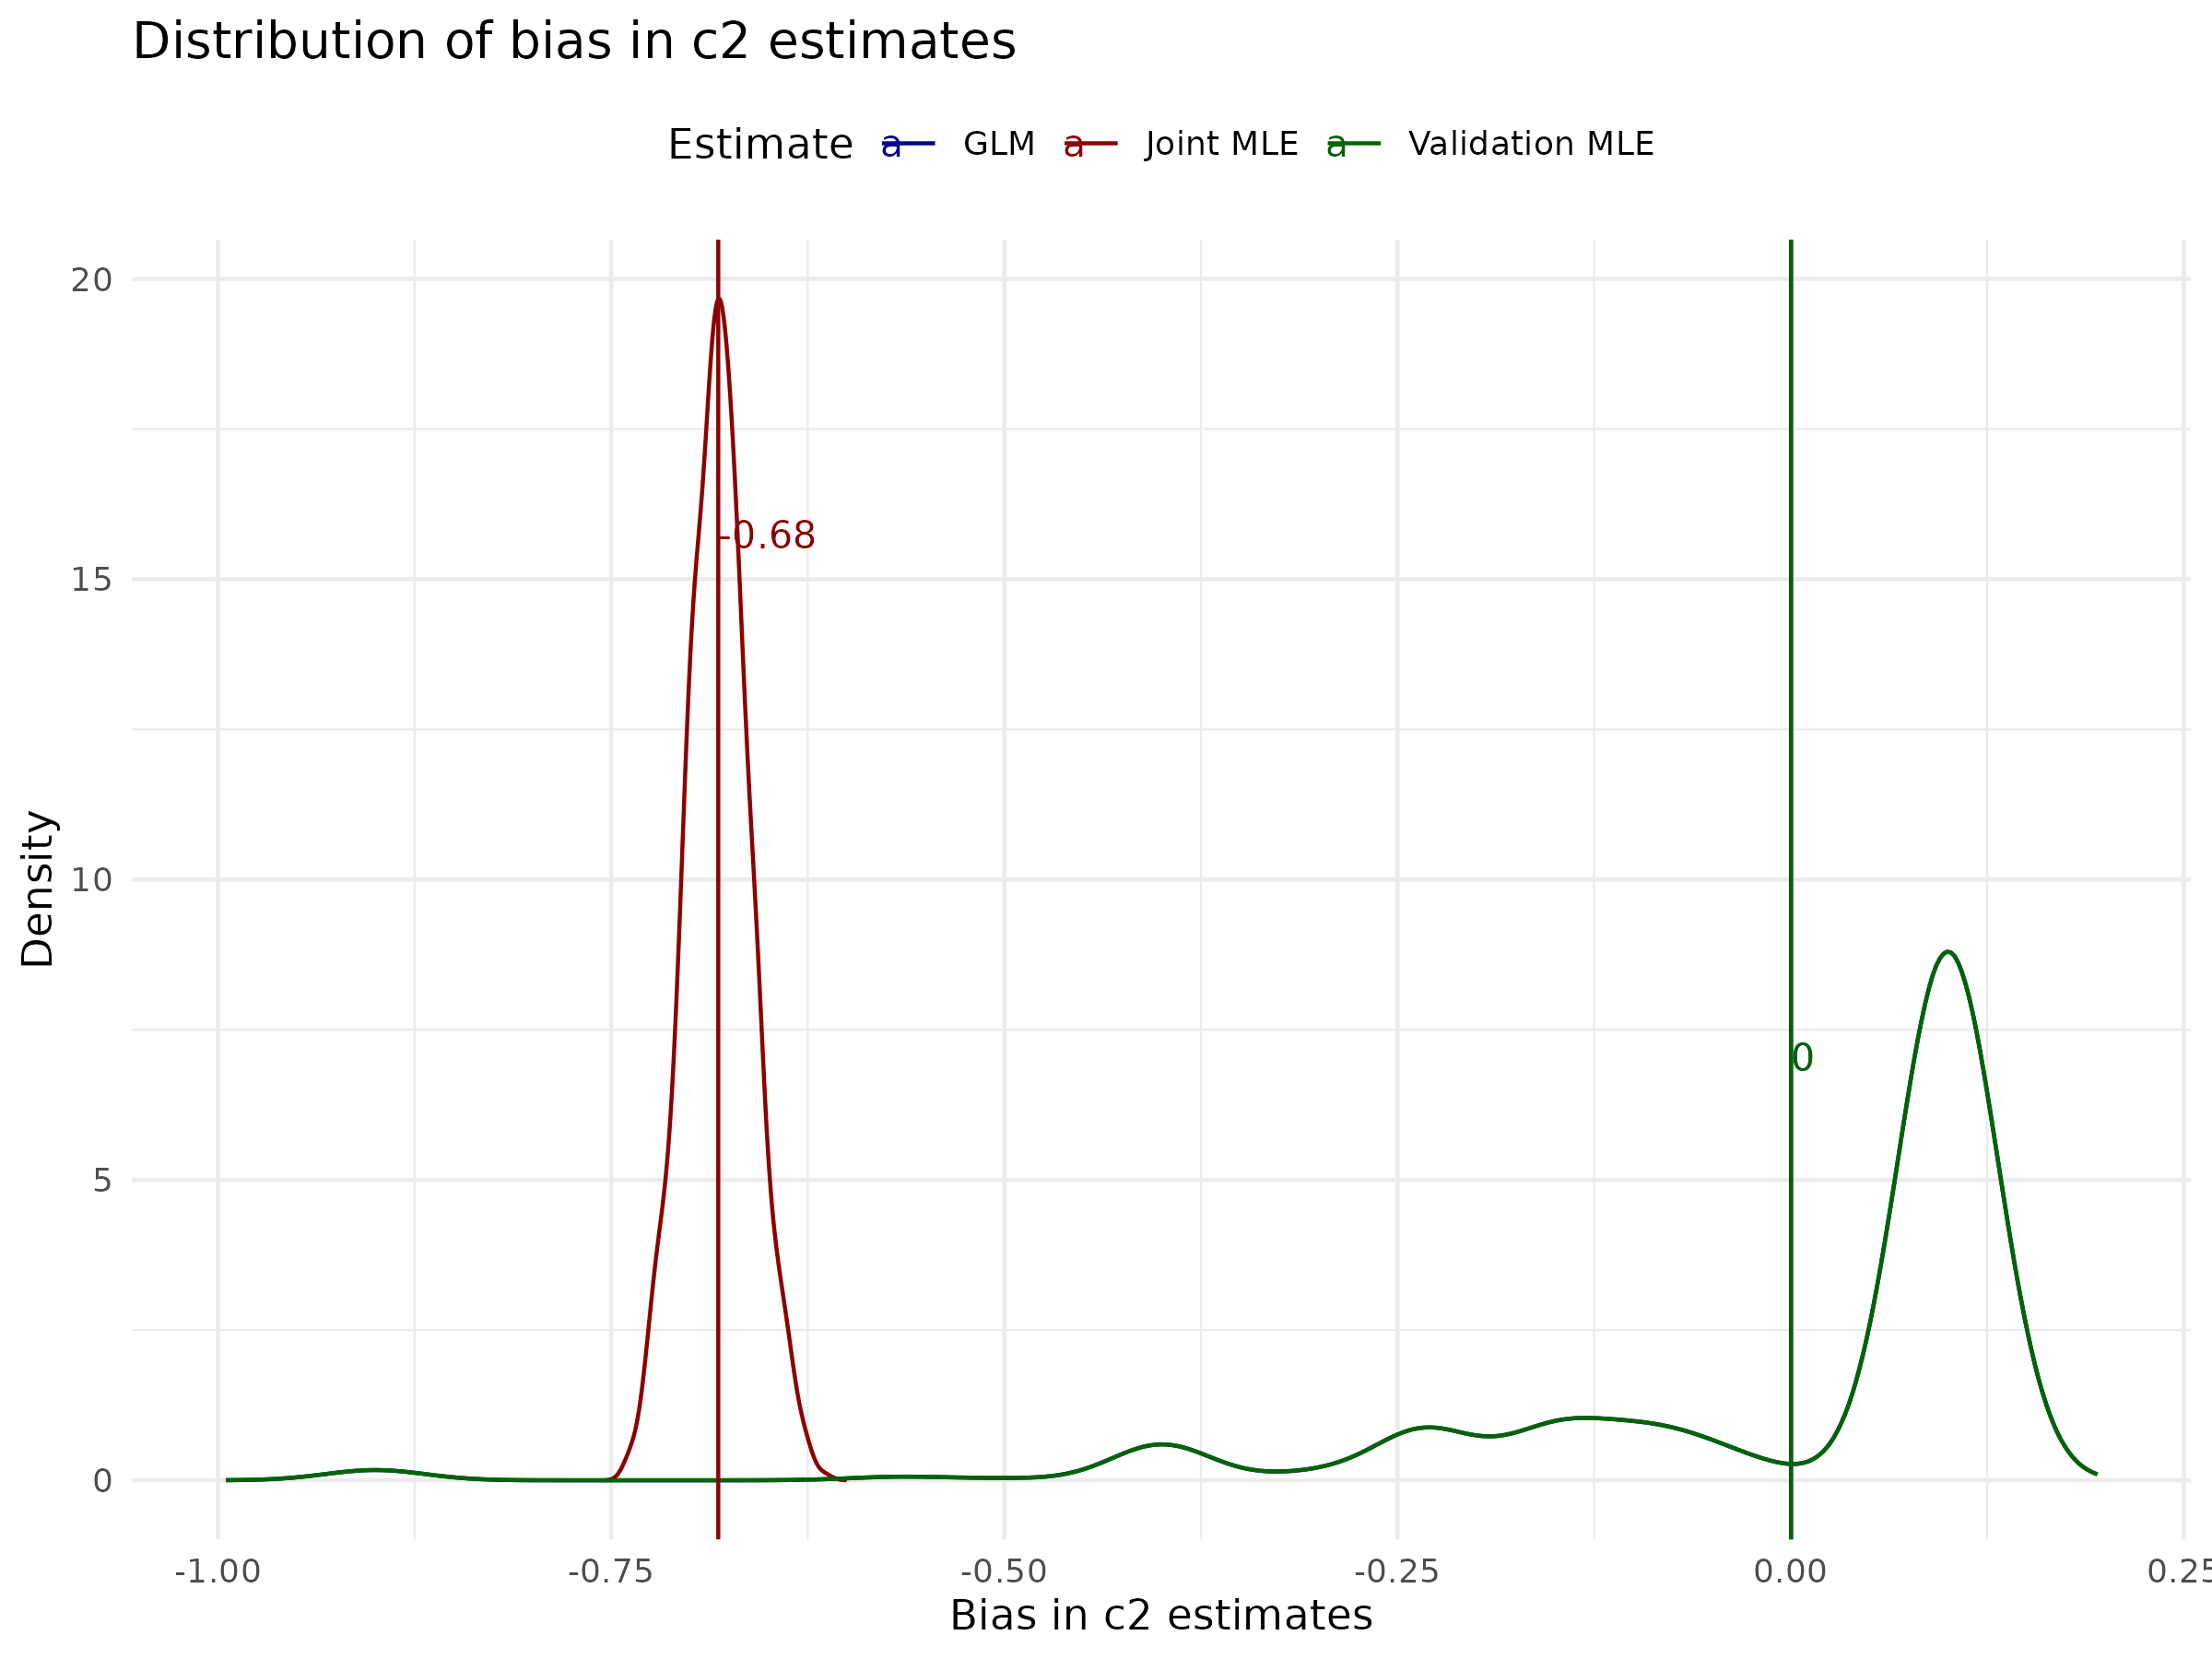 Distribution of bias in c2 estimates
Estimate a GLM a Joint MLE a Validation MLE
20
15
10
5
0
Density
-0.68
0
-1.00 -0.75 -0.50 -0.25 0.00 0.25
Bias in c2 estimates